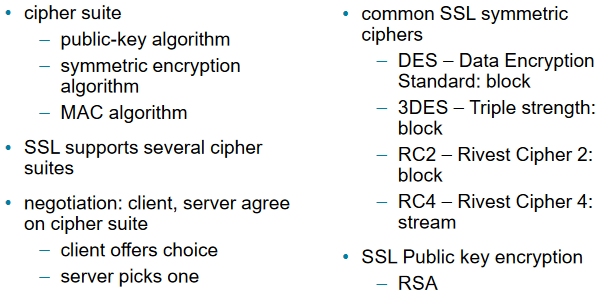 • cipher suite
– public-key algorithm
– symmetric encryption
algorithm
– MAC algorithm
• SSL supports several cipher
suites
• negotiation: client, server agree
on cipher suite
– client offers choice
– server picks one
• common SSL symmetric
ciphers
– DES – Data Encryption
Standard: block
– 3DES – Triple strength:
block
– RC2 – Rivest Cipher 2:
block
– RC4 – Rivest Cipher 4:
stream
• SSL Public key encryption
– RSA